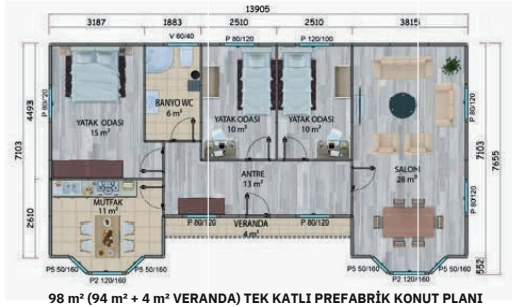 13905
3187 1883 2510 2510 3815
V 60/40 P 80/120 P 120/100
P 80/120
4493
7103
2610
YATAK ODASI
15 m²
BANYO WC
6 m²
YATAK ODASI
10 m²
YATAK ODASI
10 m²
SALON
28 m²
ANTRE
13 m²
MUTFAK
11 m²
VERANDA
4 m²
P 80/120 P 80/120
P 80/120
P 80/120
7103
7655
552
P5 50/160 P5 50/160 P5 50/160 P5 50/160
P2 120/160 P2 120/160
98 m² (94 m² + 4 m² VERANDA) TEK KATLI PREFABRİK KONUT PLANI